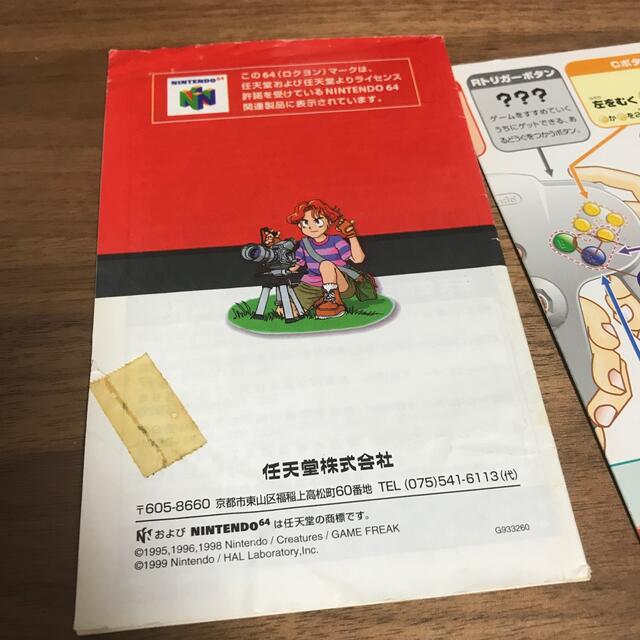 NINTENDO 64
この64(ロクヨン)マークは、
任天堂および任天堂よりライセンス
許諾を受けているNINTENDO 64
関連製品に表示されています。
任天堂株式会社
〒605-8660 京都市東山区福稲上高松町60番地 TEL (075)541-6113(代)
および NINTENDO64 は任天堂の商標です。
©1995,1996,1998 Nintendo / Creatures / GAME FREAK
©1999 Nintendo / HAL Laboratory,Inc.
G933260
Rトリガーボタン
???
ゲームをすすめていく
うちにゲットできる、あ
るどうぐをつかうボタン。
Cボタ
左をむく